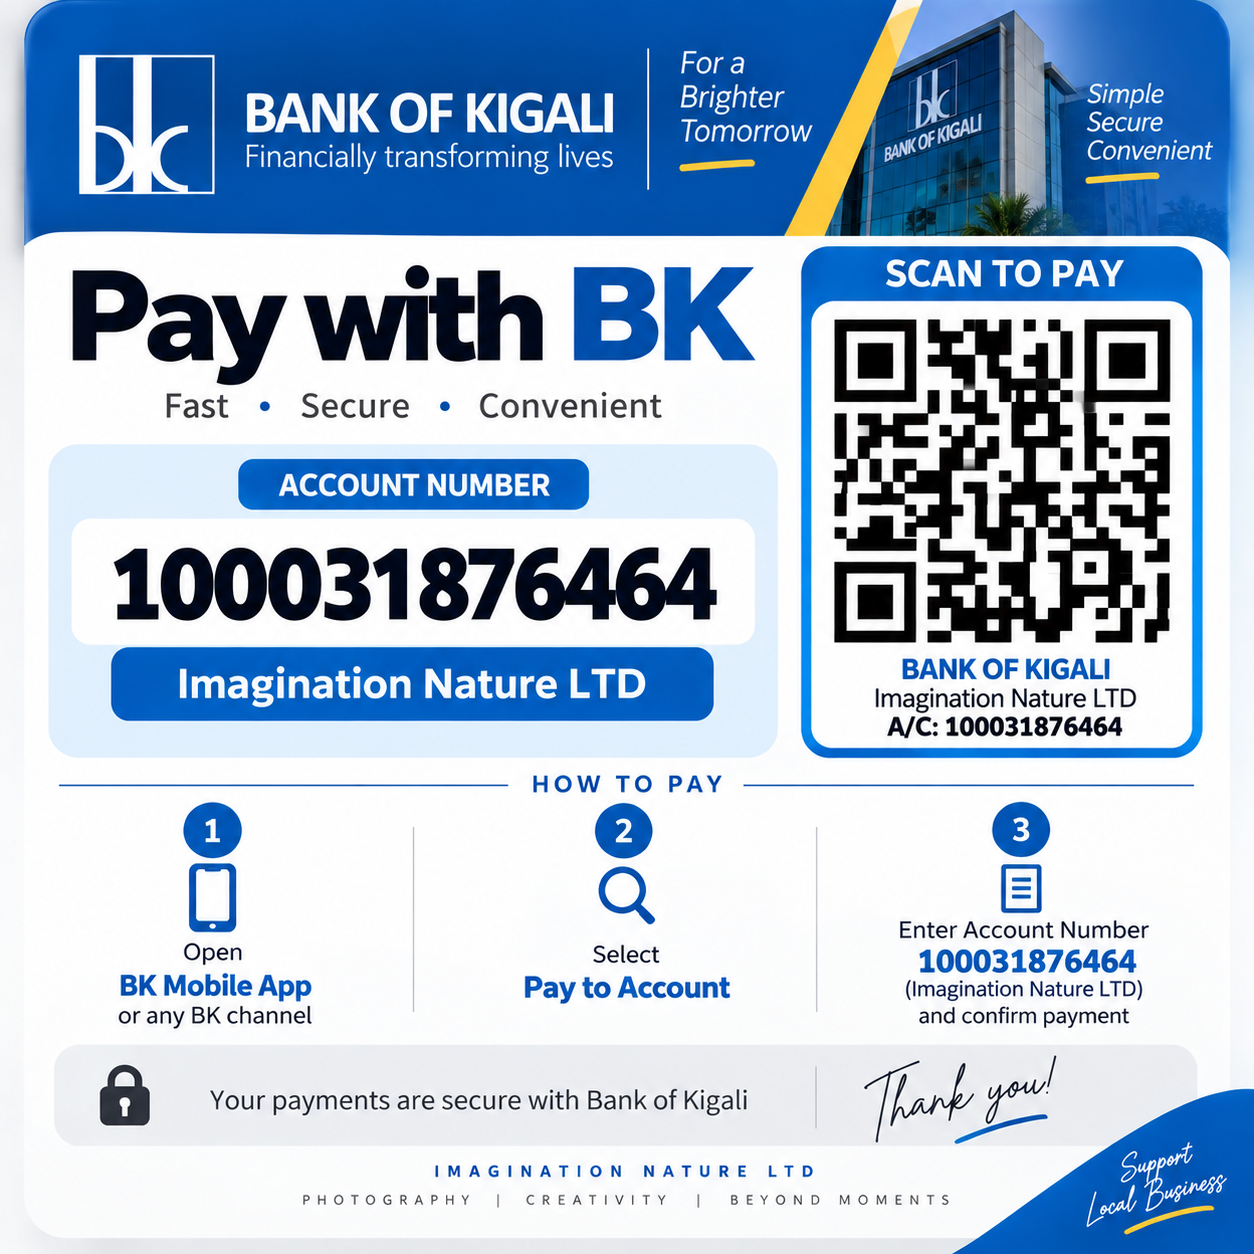 bk
BANK OF KIGALI
Financially transforming lives
For a
Brighter
Tomorrow
bk
BANK OF KIGALI
Simple
Secure
Convenient
Pay with BK
Fast • Secure • Convenient
ACCOUNT NUMBER
100031876464
Imagination Nature LTD
SCAN TO PAY
BANK OF KIGALI
Imagination Nature LTD
A/C: 100031876464
HOW TO PAY
1
Open
BK Mobile App
or any BK channel
2
Select
Pay to Account
3
Enter Account Number
100031876464
(Imagination Nature LTD)
and confirm payment
Your payments are secure with Bank of Kigali
Thank you!
IMAGINATION NATURE LTD
PHOTOGRAPHY | CREATIVITY | BEYOND MOMENTS
Support
Local Business